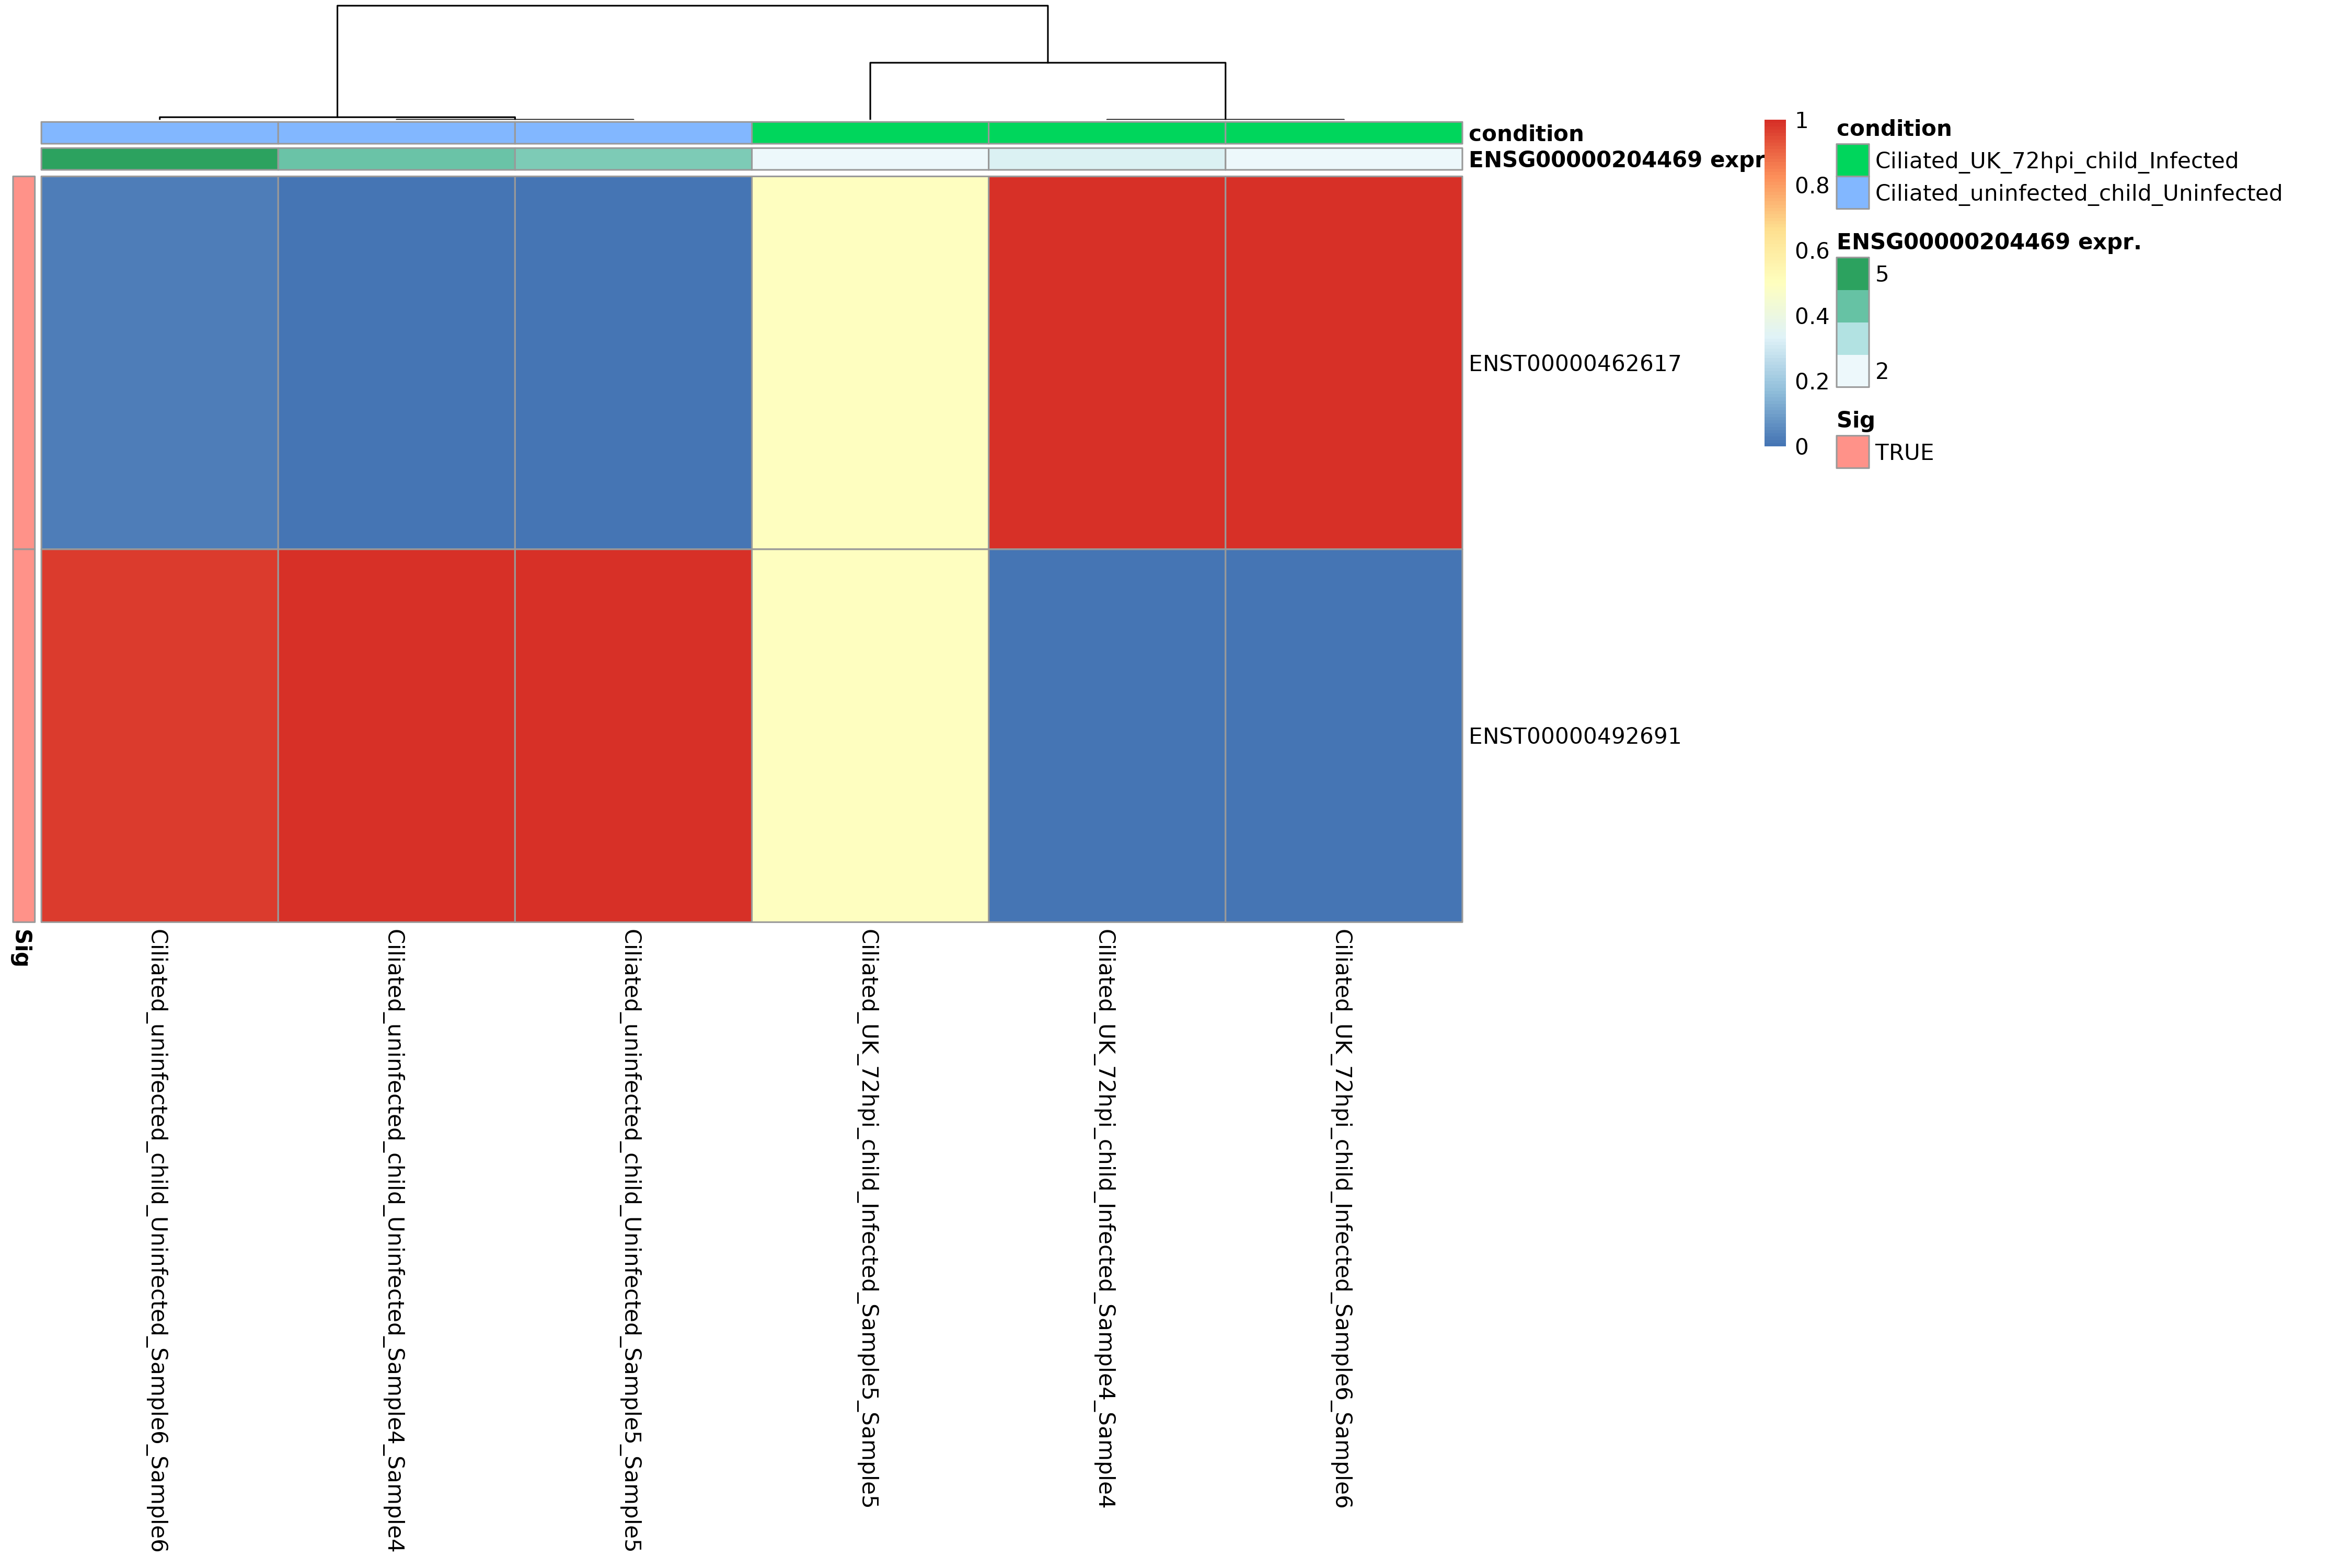 condition
ENSG00000204469 expr
ENST00000462617
ENST00000492691
Sig
Ciliated_uninfected_child_Uninfected_Sample6_Sample6
Ciliated_uninfected_child_Uninfected_Sample4_Sample4
Ciliated_uninfected_child_Uninfected_Sample5_Sample5
Ciliated_UK_72hpi_child_Infected_Sample5_Sample5
Ciliated_UK_72hpi_child_Infected_Sample4_Sample4
Ciliated_UK_72hpi_child_Infected_Sample6_Sample6
1
0.8
0.6
0.4
0.2
0
condition
Ciliated_UK_72hpi_child_Infected
Ciliated_uninfected_child_Uninfected
ENSG00000204469 expr.
5
2
Sig
TRUE